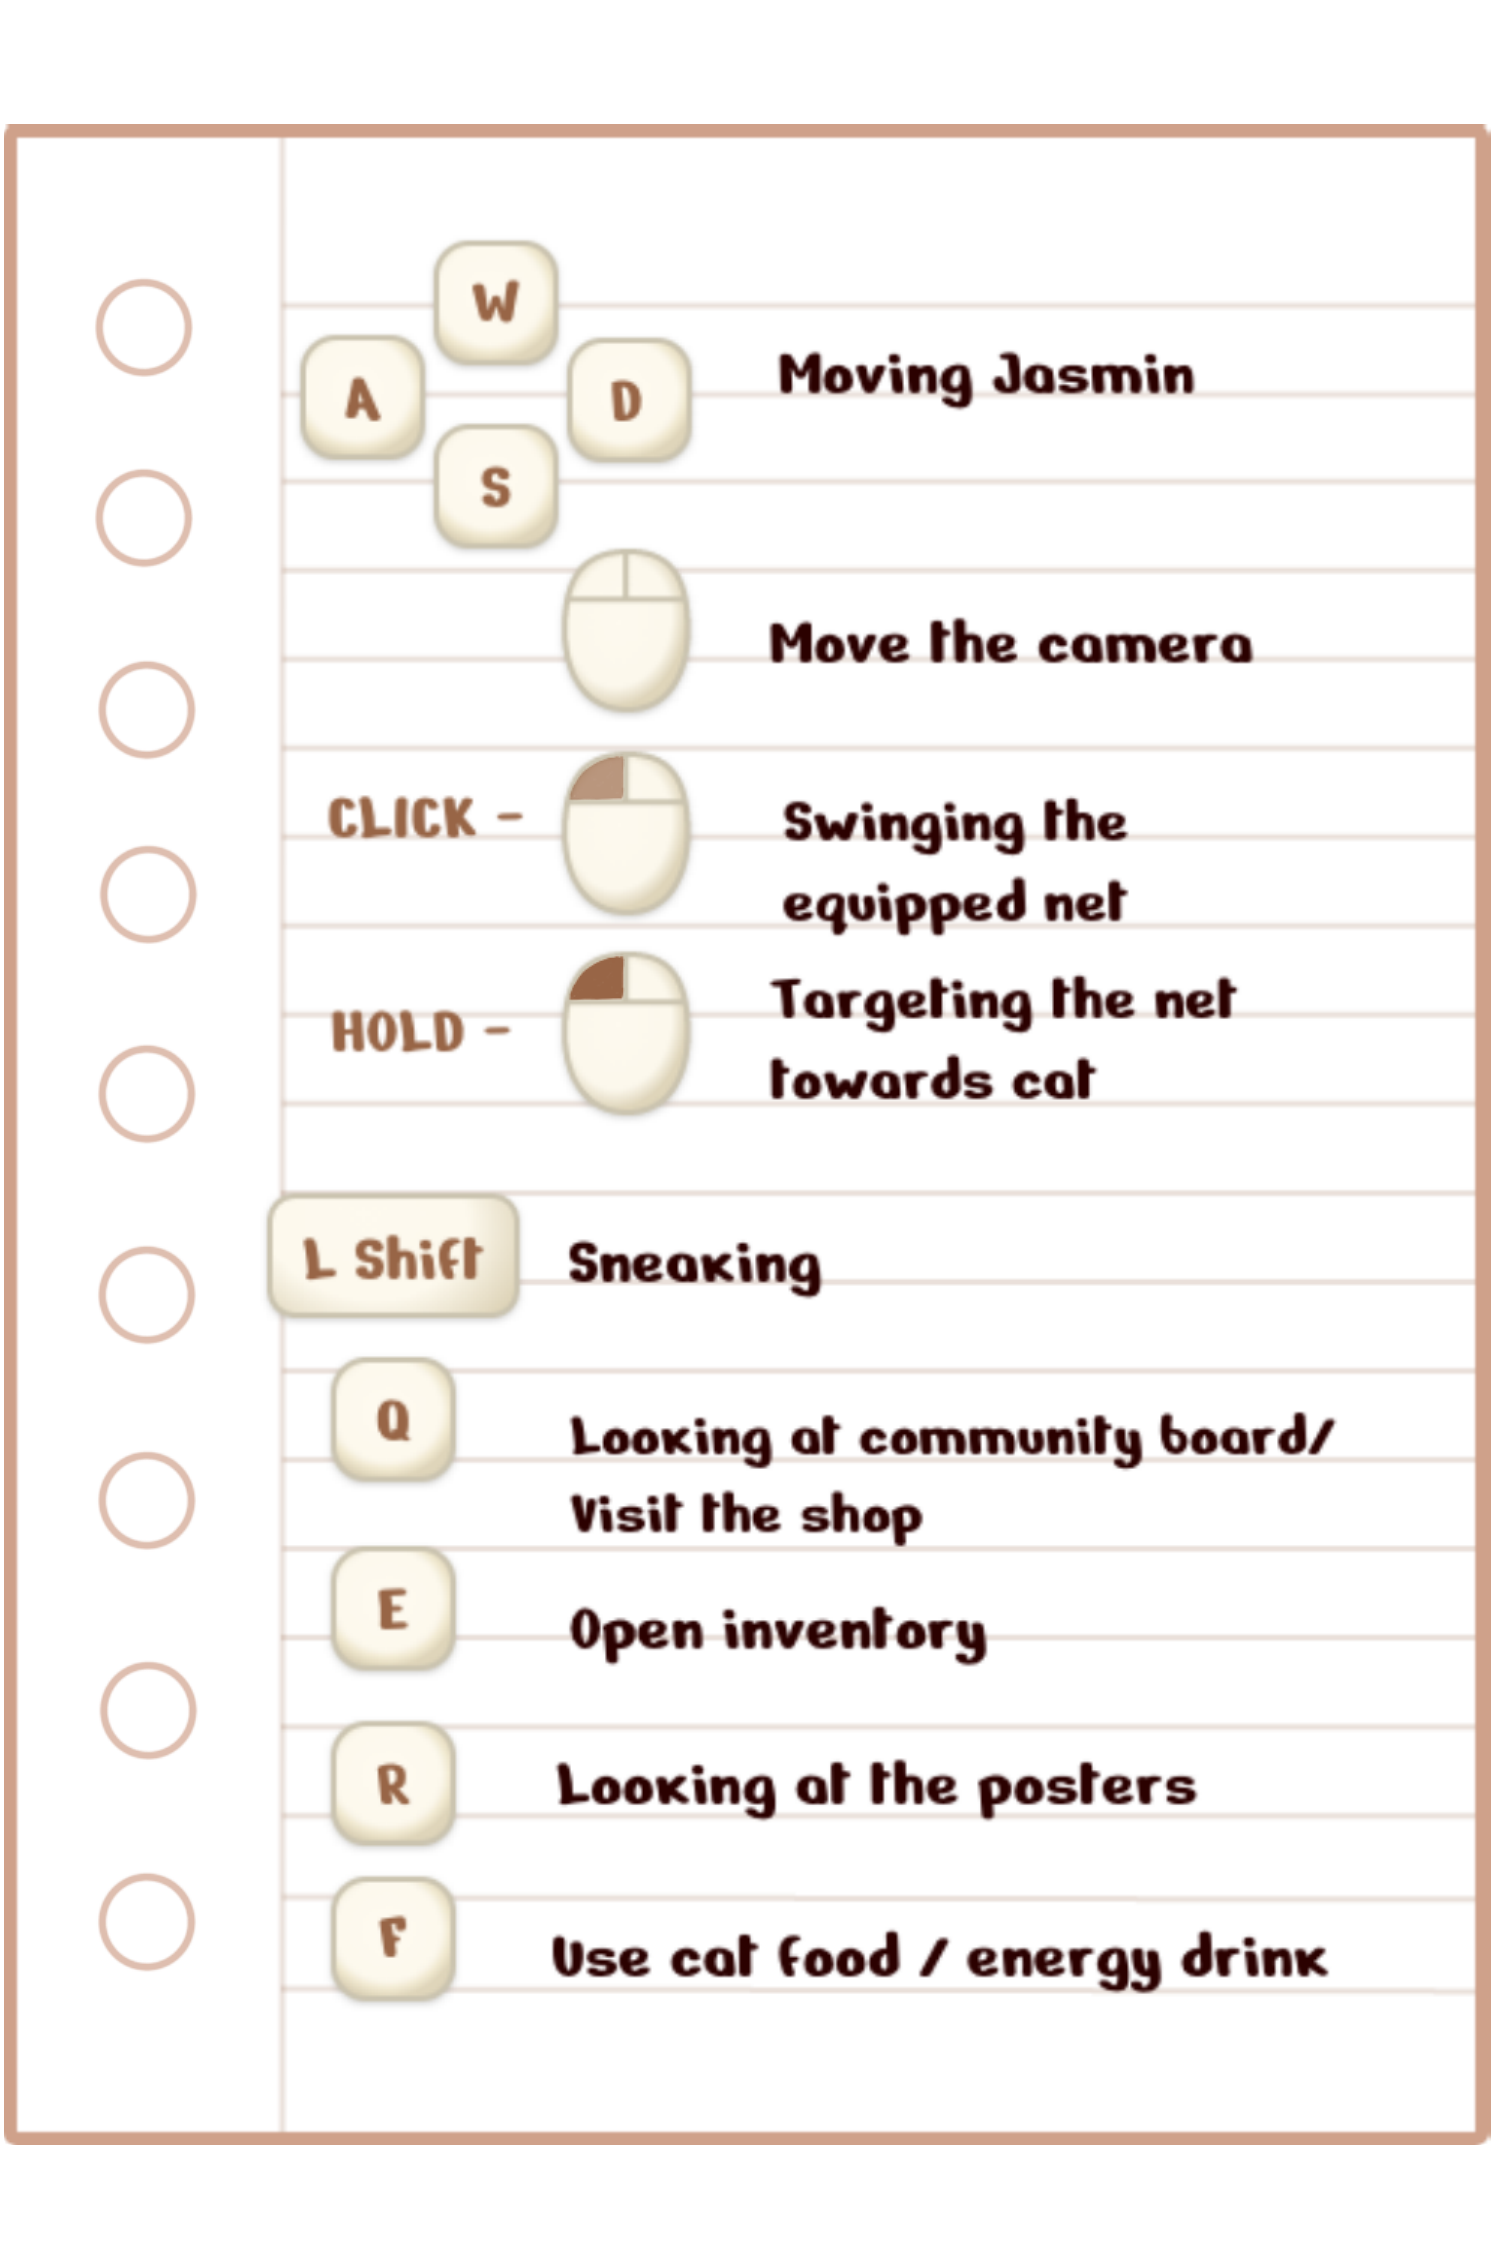 W
A
D
Moving Jasmin
S
Move the camera
CLICK -
Swinging the
equipped net
HOLD -
Targeting the net
towards cat
L Shift
Sneaking
Q
Looking at community board/
Visit the shop
E
Open inventory
R
Looking at the posters
F
Use cat food / energy drink